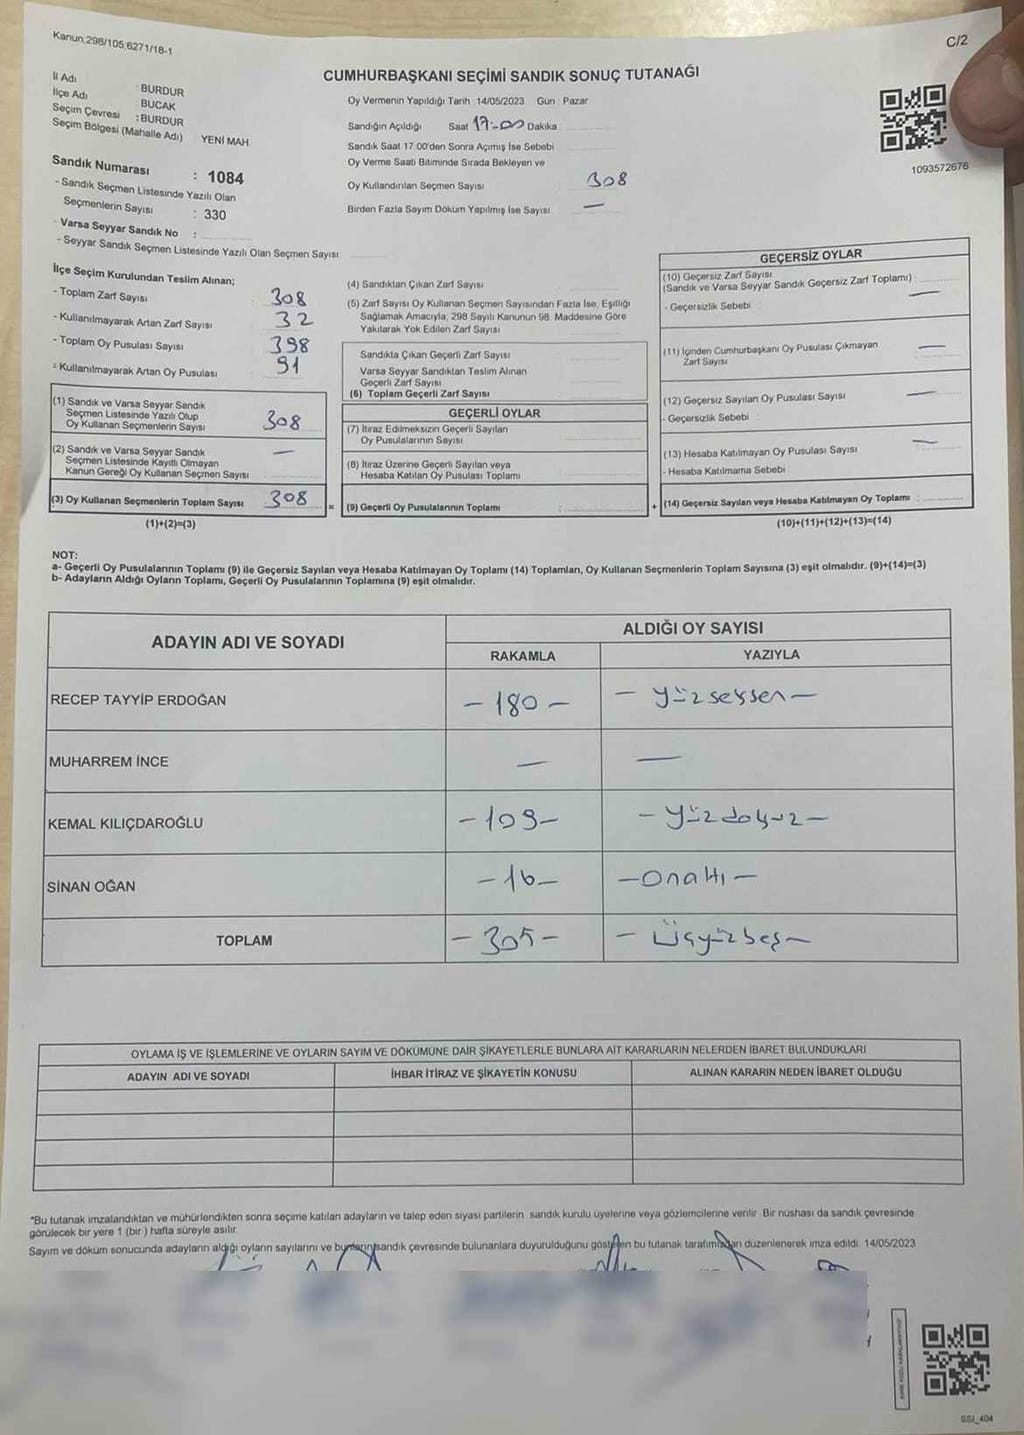 Kanun:298/105;6271/18-1
C/2
CUMHURBAŞKANI SEÇİMİ SANDIK SONUÇ TUTANAĞI
İl Adı : BURDUR
İlçe Adı : BUCAK
Seçim Çevresi : BURDUR
Seçim Bölgesi (Mahalle Adı) YENİ MAH.
Sandık Numarası : 1084
- Sandık Seçmen Listesinde Yazılı Olan
Seçmenlerin Sayısı : 330
Varsa Seyyar Sandık No :
- Seyyar Sandık Seçmen Listesinde Yazılı Olan Seçmen Sayısı
Oy Vermenin Yapıldığı Tarih : 14/05/2023 Gün : Pazar
Sandığın Açıldığı Saat 17:00 Dakika
Sandık Saat 17:00'den Sonra Açımış İse Sebebi
Oy Verme Saati Bitiminde Sırada Bekleyen ve
Oy Kullandırılan Seçmen Sayısı 308
Birden Fazla Sayım Döküm Yapılmış İse Sayısı —
1093572676
İlçe Seçim Kurulundan Teslim Alınan;
- Toplam Zarf Sayısı 308
- Kullanılmayarak Artan Zarf Sayısı 32
- Toplam Oy Pusulası Sayısı 398
- Kullanılmayarak Artan Oy Pusulası 91
(1) Sandık ve Varsa Seyyar Sandık
Seçmen Listesinde Yazılı Olup
Oy Kullanan Seçmenlerin Sayısı 308
(2) Sandık ve Varsa Seyyar Sandık
Seçmen Listesinde Kayıtlı Olmayan
Kanun Gereği Oy Kullanan Seçmen Sayısı —
(3) Oy Kullanan Seçmenlerin Toplam Sayısı 308 =
(1)+(2)=(3)
(4) Sandıktan Çıkan Zarf Sayısı
(5) Zarf Sayısı Oy Kullanan Seçmen Sayısından Fazla İse, Eşitliği
Sağlamak Amacıyla, 298 Sayılı Kanunun 98. Maddesine Göre
Yakılarak Yok Edilen Zarf Sayısı
Sandıkta Çıkan Geçerli Zarf Sayısı
Varsa Seyyar Sandıktan Teslim Alınan
Geçerli Zarf Sayısı
(6) Toplam Geçerli Zarf Sayısı
GEÇERLİ OYLAR
(7) İtiraz Edilmeksizin Geçerli Sayılan
Oy Pusulalarının Sayısı
(8) İtiraz Üzerine Geçerli Sayılan veya
Hesaba Katılan Oy Pusulası Toplamı
(9) Geçerli Oy Pusulalarının Toplamı : +
GEÇERSİZ OYLAR
(10) Geçersiz Zarf Sayısı
(Sandık ve Varsa Seyyar Sandık Geçersiz Zarf Toplamı) : —
- Geçersizlik Sebebi
(11) İçinden Cumhurbaşkanı Oy Pusulası Çıkmayan
Zarf Sayısı —
(12) Geçersiz Sayılan Oy Pusulası Sayısı —
- Geçersizlik Sebebi :
(13) Hesaba Katılmayan Oy Pusulası Sayısı —
- Hesaba Katılmama Sebebi
(14) Geçersiz Sayılan veya Hesaba Katılmayan Oy Toplamı :
(10)+(11)+(12)+(13)=(14)
NOT:
a- Geçerli Oy Pusulalarının Toplamı (9) ile Geçersiz Sayılan veya Hesaba Katılmayan Oy Toplamı (14) Toplamları, Oy Kullanan Seçmenlerin Toplam Sayısına (3) eşit olmalıdır. (9)+(14)=(3)
b- Adayların Aldığı Oyların Toplamı, Geçerli Oy Pusulalarının Toplamına (9) eşit olmalıdır.
ADAYIN ADI VE SOYADI
ALDIĞI OY SAYISI
RAKAMLA YAZIYLA
RECEP TAYYİP ERDOĞAN — 180 — — yüzseksen —
MUHARREM İNCE — —
KEMAL KILIÇDAROĞLU — 109 — — yüzdokuz —
SİNAN OĞAN — 16 — — onaltı —
TOPLAM — 305 — — üçyüzbeş —
OYLAMA İŞ VE İŞLEMLERİNE VE OYLARIN SAYIM VE DÖKÜMÜNE DAİR ŞİKAYETLERLE BUNLARA AİT KARARLARIN NELERDEN İBARET BULUNDUKLARI
ADAYIN ADI VE SOYADI İHBAR İTİRAZ VE ŞİKAYETİN KONUSU ALINAN KARARIN NEDEN İBARET OLDUĞU
*Bu tutanak imzalandıktan ve mühürlendikten sonra seçime katılan adayların ve talep eden siyasi partilerin sandık kurulu üyelerine veya gözlemcilerine verilir. Bir nüshası da sandık çevresinde
görülecek bir yere 1 (bir) hafta süreyle asılır.
Sayım ve döküm sonucunda adayların aldığı oyların sayılarını ve bunların sandık çevresinde bulunanlara duyurulduğunu gösteren bu tutanak tarafımızdan düzenlenerek imza edildi. 14/05/2023
SSI_404